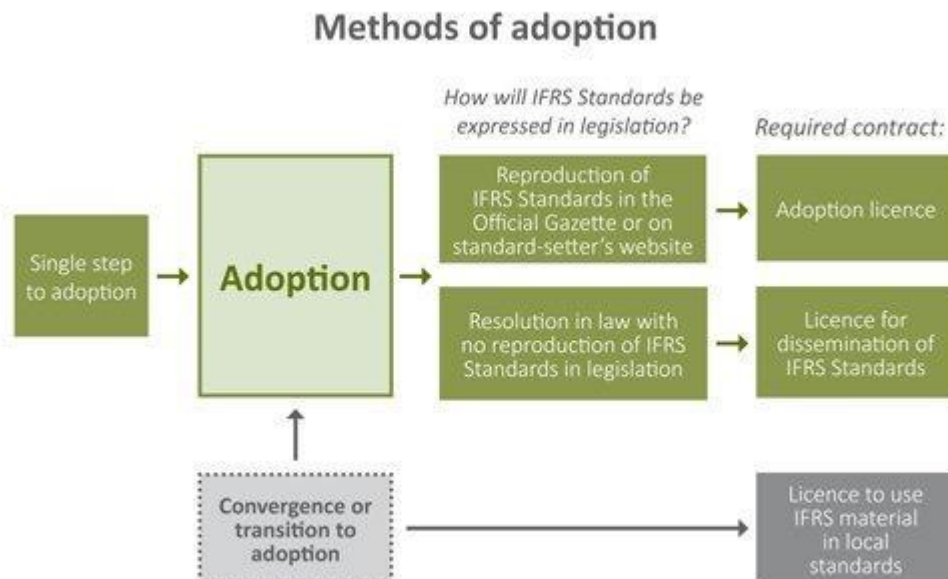 Methods of adoption
How will IFRS Standards be
expressed in legislation?
Required contract:
Single step
to adoption
Adoption
Reproduction of
IFRS Standards in the
Official Gazette or on
standard-setter's website
Adoption licence
Resolution in law with
no reproduction of IFRS
Standards in legislation
Licence for
dissemination of
IFRS Standards
Convergence or
transition to
adoption
Licence to use
IFRS material
in local
standards